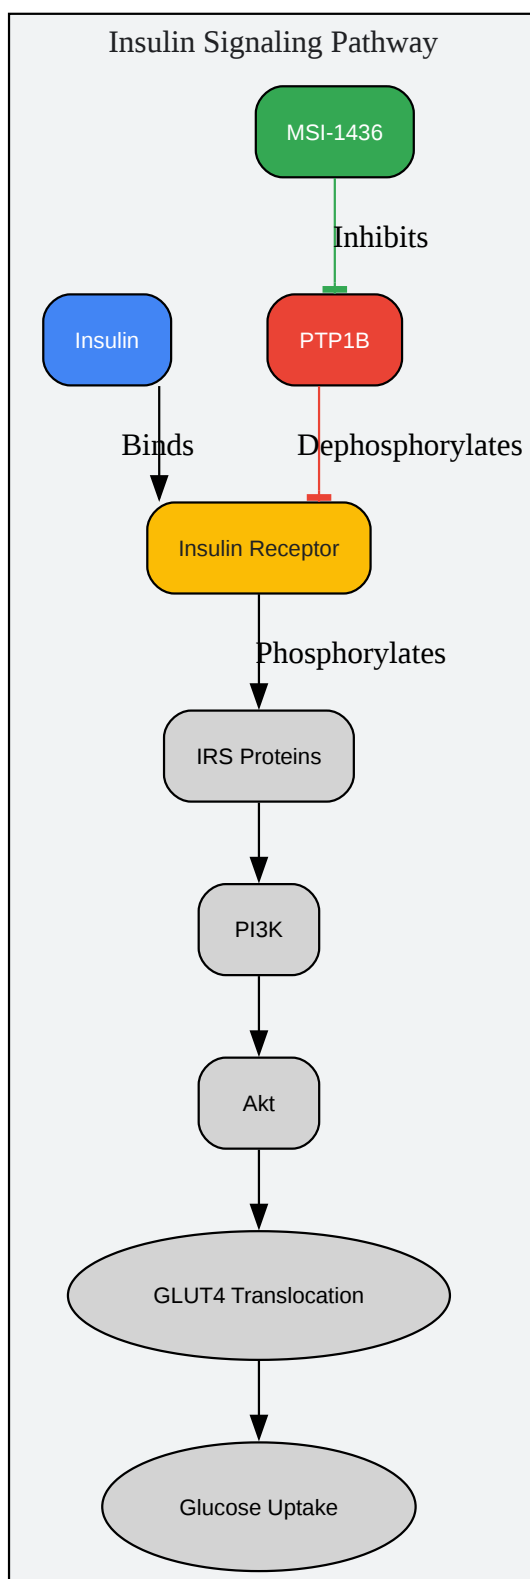 Insulin Signaling Pathway
MSI-1436
Inhibits
Insulin
PTP1B
Binds
Dephosphorylates
Insulin Receptor
Phosphorylates
IRS Proteins
PI3K
Akt
GLUT4 Translocation
Glucose Uptake